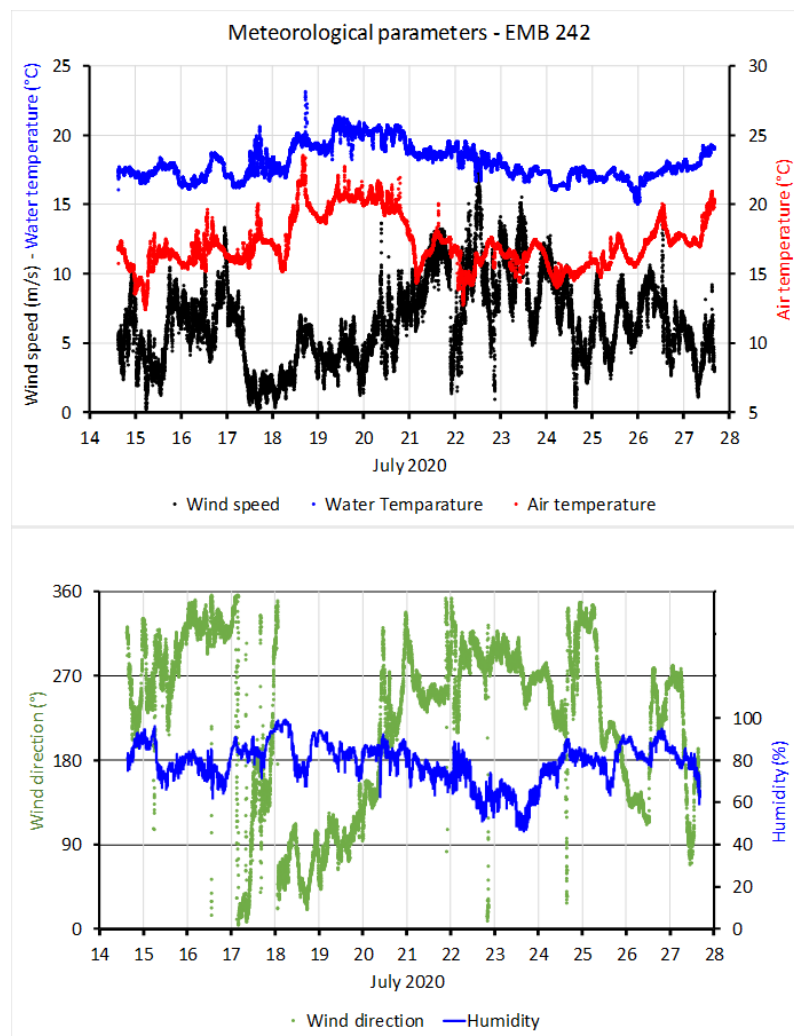 Meteorological parameters - EMB 242
Wind speed (m/s) - Water temperature (°C)
25
20
15
10
5
0
30
25
20
15
10
5
Air temperature (°C)
14 15 16 17 18 19 20 21 22 23 24 25 26 27 28
July 2020
Wind speed Water Temparature Air temperature
Wind direction (°)
360
270
180
90
0
100
80
60
40
20
0
Humidity (%)
14 15 16 17 18 19 20 21 22 23 24 25 26 27 28
July 2020
Wind direction Humidity